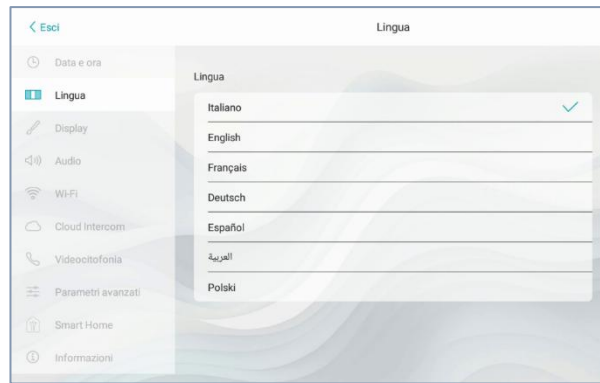 Esci
Lingua
Data e ora
Lingua
Display
Audio
Wi-Fi
Cloud Intercom
Videocitofonia
Parametri avanzati
Smart Home
Informazioni
Lingua
Italiano
English
Français
Deutsch
Español
العربية
Polski